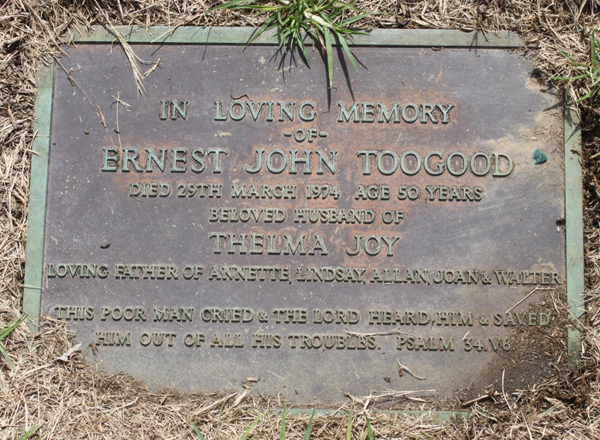 IN LOVING MEMORY
-OF-
ERNEST JOHN TOOGOOD
DIED 29TH MARCH 1974 AGE 50 YEARS
BELOVED HUSBAND OF
THELMA JOY
LOVING FATHER OF ANNETTE, LINDSAY, ALLAN, JOAN & WALTER
THIS POOR MAN CRIED & THE LORD HEARD HIM & SAVED
HIM OUT OF ALL HIS TROUBLES. PSALM 34. V6